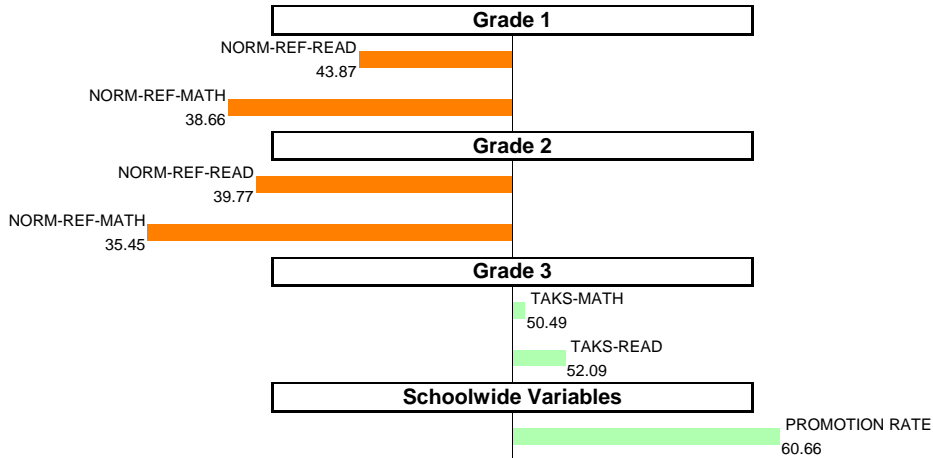 Grade 1
NORM-REF-READ
43.87
NORM-REF-MATH
38.66
Grade 2
NORM-REF-READ
39.77
NORM-REF-MATH
35.45
Grade 3
TAKS-MATH
50.49
TAKS-READ
52.09
Schoolwide Variables
PROMOTION RATE
60.66